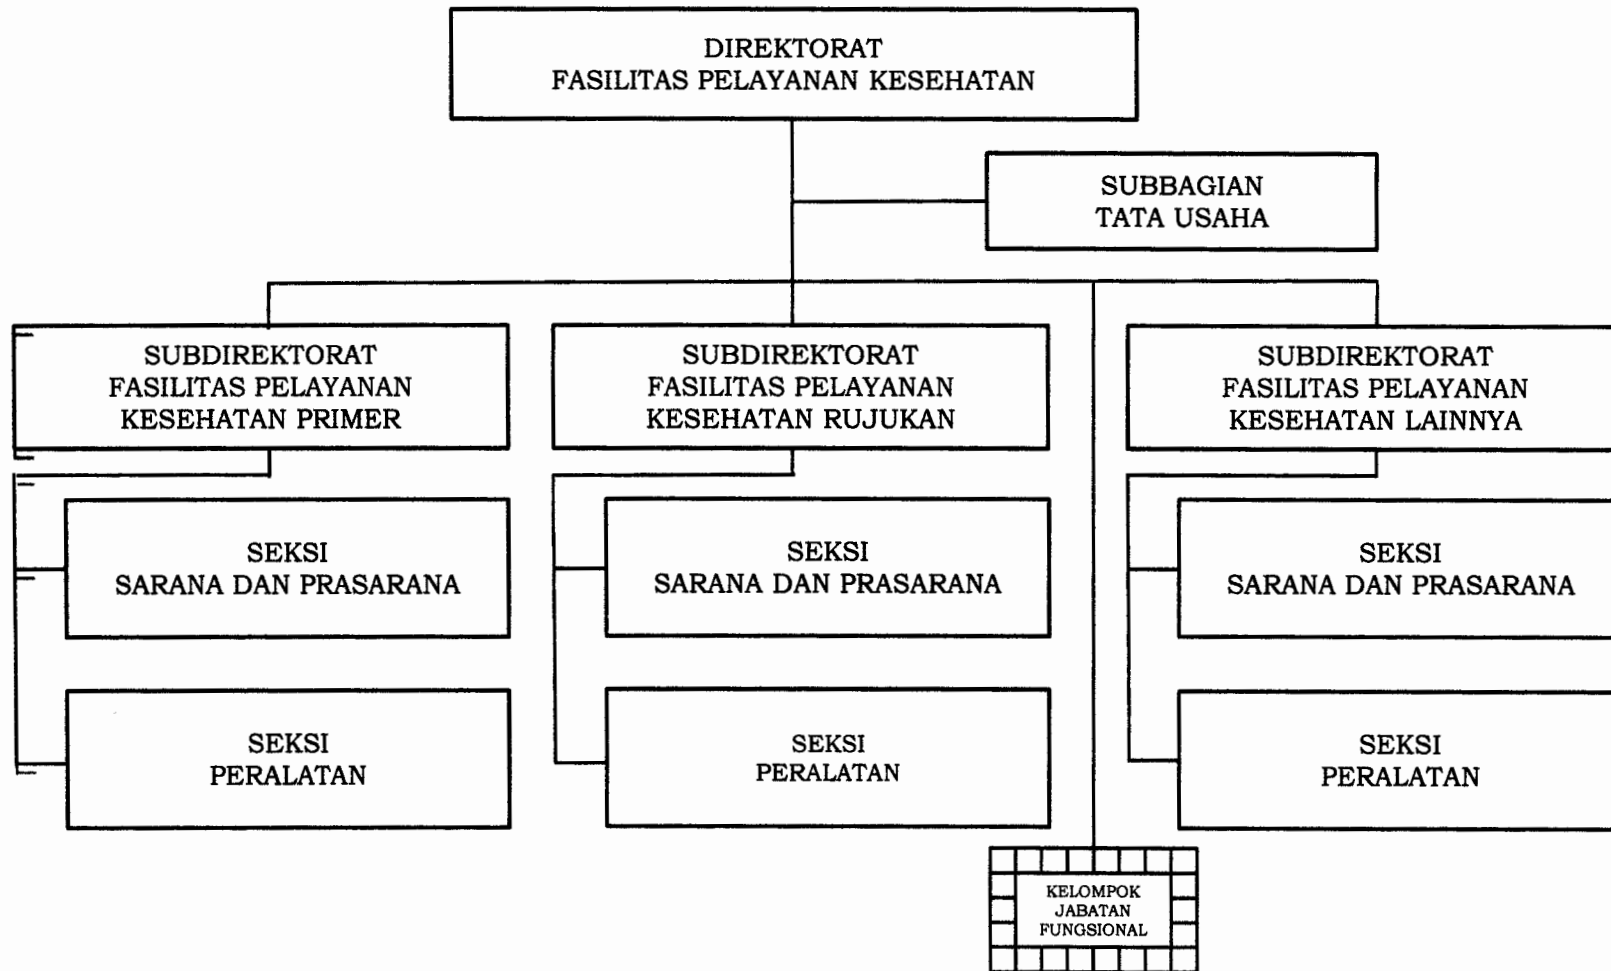 DIREKTORAT
FASILITAS PELAYANAN KESEHATAN
SUBBAGIAN
TATA USAHA
SUBDIREKTORAT
FASILITAS PELAYANAN
KESEHATAN PRIMER
SUBDIREKTORAT
FASILITAS PELAYANAN
KESEHATAN RUJUKAN
SUBDIREKTORAT
FASILITAS PELAYANAN
KESEHATAN LAINNYA
SEKSI
SARANA DAN PRASARANA
SEKSI
SARANA DAN PRASARANA
SEKSI
SARANA DAN PRASARANA
SEKSI
PERALATAN
SEKSI
PERALATAN
SEKSI
PERALATAN
KELOMPOK
JABATAN
FUNGSIONAL